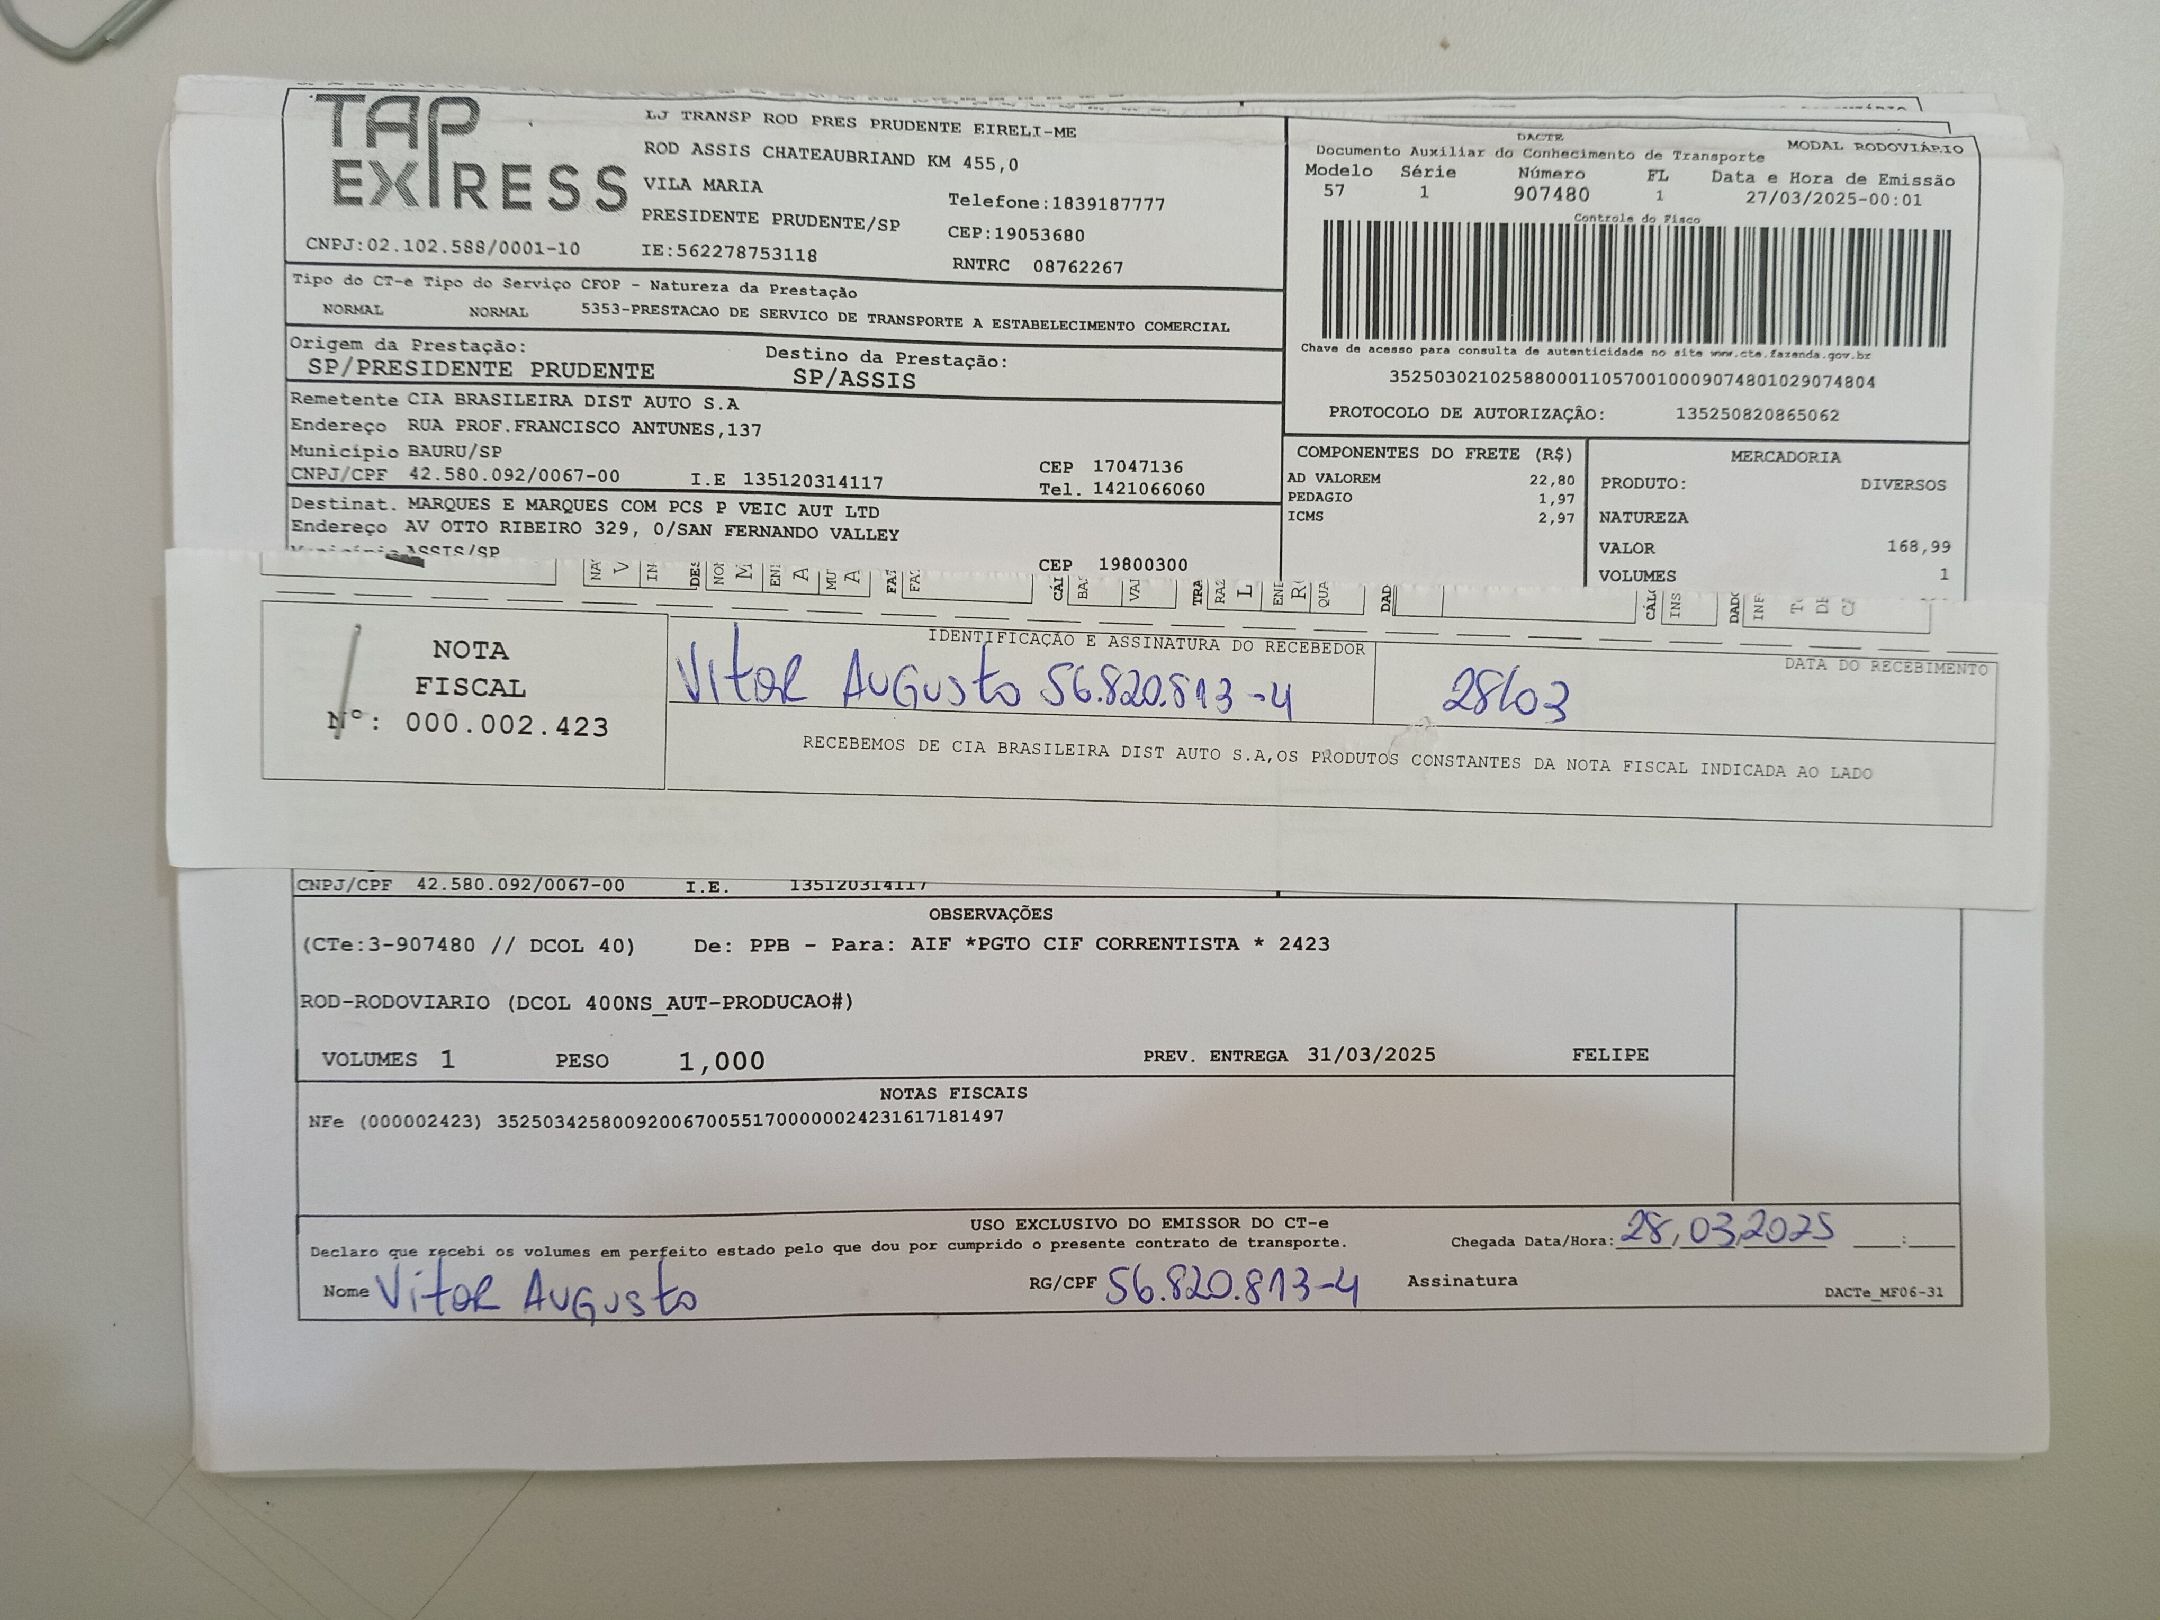 TAP
EXPRESS
CNPJ:02.102.588/0001-10
LJ TRANSP ROD PRES PRUDENTE EIRELI-ME
ROD ASSIS CHATEAUBRIAND KM 455,0
VILA MARIA
Telefone:1839187777
PRESIDENTE PRUDENTE/SP
CEP:19053680
IE:562278753118
RNTRC 08762267
DACTE
MODAL RODOVIÁRIO
Documento Auxiliar do Conhecimento de Transporte
Modelo Série Número FL Data e Hora de Emissão
57 1 907480 1 27/03/2025-00:01
Controle do Fisco
Chave de acesso para consulta de autenticidade no site www.cte.fazenda.gov.br
35250302102588000110570010009074801029074804
PROTOCOLO DE AUTORIZAÇÂO: 135250820865062
Tipo do CT-e Tipo do Serviço CFOP - Natureza da Prestação
NORMAL NORMAL 5353-PRESTACAO DE SERVICO DE TRANSPORTE A ESTABELECIMENTO COMERCIAL
Origem da Prestação: Destino da Prestação:
SP/PRESIDENTE PRUDENTE SP/ASSIS
Remetente CIA BRASILEIRA DIST AUTO S.A
Endereço RUA PROF.FRANCISCO ANTUNES,137
Município BAURU/SP CEP 17047136
CNPJ/CPF 42.580.092/0067-00 I.E 135120314117 Tel. 1421066060
Destinat. MARQUES E MARQUES COM PCS P VEIC AUT LTD
Endereço AV OTTO RIBEIRO 329, 0/SAN FERNANDO VALLEY
Município ASSIS/SP CEP 19800300
COMPONENTES DO FRETE (R$)
AD VALOREM 22,80
PEDAGIO 1,97
ICMS 2,97
MERCADORIA
PRODUTO: DIVERSOS
NATUREZA
VALOR 168,99
VOLUMES 1
NOTA
FISCAL
Nº: 000.002.423
IDENTIFICAÇÃO E ASSINATURA DO RECEBEDOR
DATA DO RECEBIMENTO
Vitor Augusto 56.820.813-4 28/03
RECEBEMOS DE CIA BRASILEIRA DIST AUTO S.A,OS PRODUTOS CONSTANTES DA NOTA FISCAL INDICADA AO LADO
CNPJ/CPF 42.580.092/0067-00 I.E. 135120314117
OBSERVAÇÕES
(CTe:3-907480 // DCOL 40) De: PPB - Para: AIF *PGTO CIF CORRENTISTA * 2423
ROD-RODOVIARIO (DCOL 400NS_AUT-PRODUCAO#)
VOLUMES 1 PESO 1,000 PREV. ENTREGA 31/03/2025 FELIPE
NOTAS FISCAIS
NFe (000002423) 35250342580092006700551700000024231617181497
USO EXCLUSIVO DO EMISSOR DO CT-e
Declaro que recebi os volumes em perfeito estado pelo que dou por cumprido o presente contrato de transporte.
Chegada Data/Hora: 28/03/2025 __:__
Nome Vitor Augusto RG/CPF 56.820.813-4 Assinatura
DACTe_MF06-31